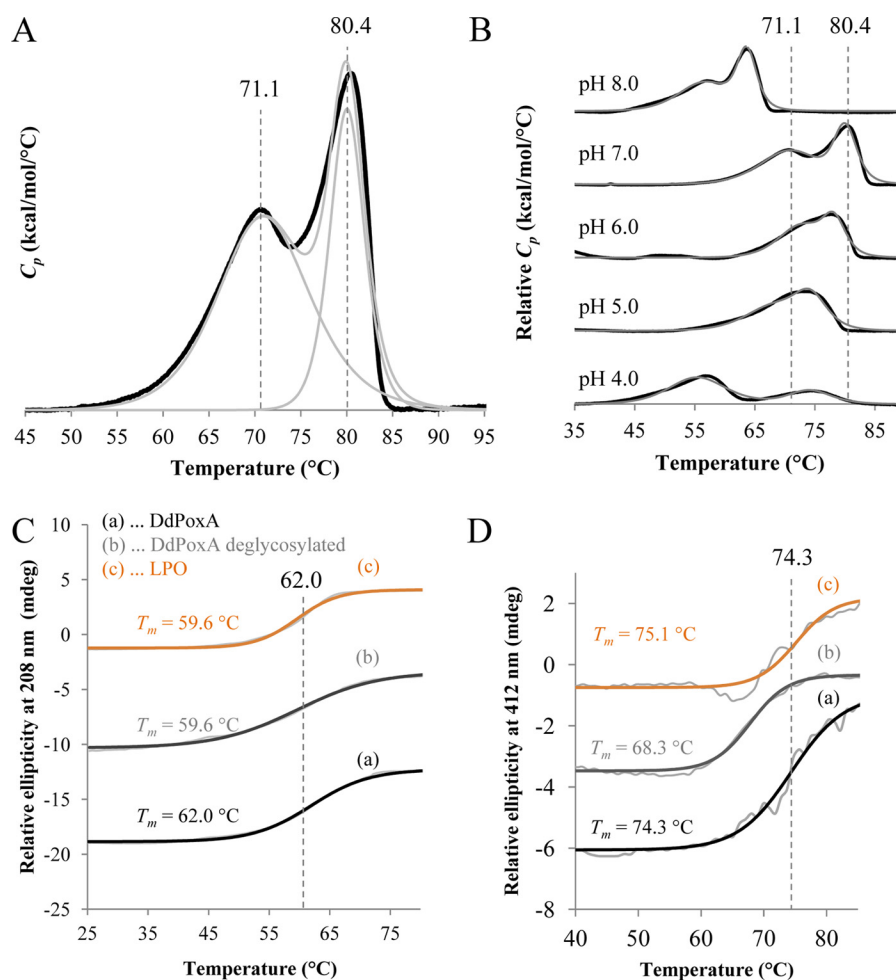 A
71.1
80.4
Cp (kcal/mol/°C)
45 50 55 60 65 70 75 80 85 90 95
Temperature (°C)
B
71.1
80.4
pH 8.0
pH 7.0
pH 6.0
pH 5.0
pH 4.0
Relative Cp (kcal/mol/°C)
35 45 55 65 75 85
Temperature (°C)
C
(a) ... DdPoxA
(b) ... DdPoxA deglycosylated
(c) ... LPO
62.0
(c)
Tm = 59.6 °C
(b)
Tm = 59.6 °C
(a)
Tm = 62.0 °C
10
5
0
-5
-10
-15
-20
-25
Relative ellipticity at 208 nm (mdeg)
25 35 45 55 65 75
Temperature (°C)
D
74.3
(c)
Tm = 75.1 °C
(b)
Tm = 68.3 °C
(a)
Tm = 74.3 °C
2
0
-2
-4
-6
-8
Relative ellipticity at 412 nm (mdeg)
40 50 60 70 80
Temperature (°C)